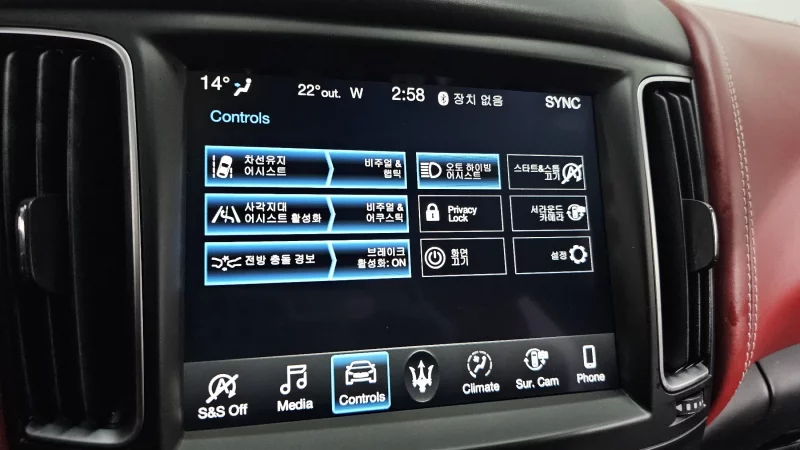 14°
22°out. W
2:58
장치 없음
SYNC
Controls
차선유지
어시스트
비주얼 &
햅틱
오토 하이빔
어시스트
스타트&스톱
끄기
사각지대
어시스트 활성화
비주얼 &
어쿠스틱
Privacy
Lock
서라운드
카메라
전방 충돌 경보
브레이크
활성화: ON
화면
끄기
설정
S&S Off
Media
Controls
Climate
Sur. Cam
Phone